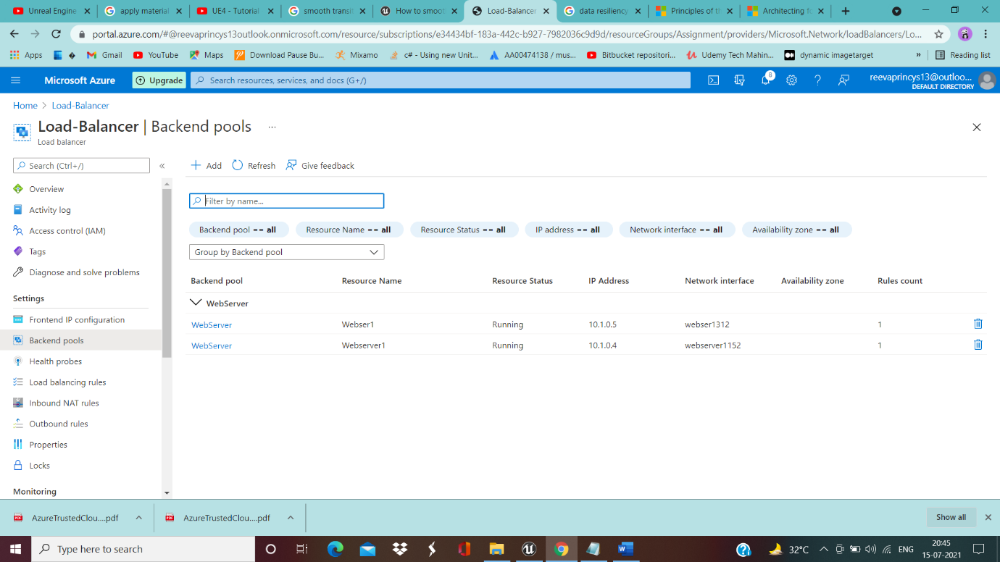 Unreal Engine
apply material
UE4 - Tutorial
smooth transit
How to smoot
Load-Balancer
data resiliency
Principles of th
Architecting fo
portal.azure.com/#@reevaprincys13outlook.onmicrosoft.com/resource/subscriptions/e34434bf-183a-442c-b927-7982036c9d9d/resourceGroups/Assignment/providers/Microsoft.Network/loadBalancers/Lo...
Apps
Gmail
YouTube
Maps
Download Pause Bu...
Mixamo
c# - Using new Unit...
AA00474138 / mus...
Bitbucket repositori...
Udemy Tech Mahin...
dynamic imagetarget
»
Reading list
Microsoft Azure
Upgrade
Search resources, services, and docs (G+/)
8
reevaprincys13@outloo...
DEFAULT DIRECTORY
Home > Load-Balancer
Load-Balancer | Backend pools ...
Load balancer
Search (Ctrl+/)
«
Overview
Activity log
Access control (IAM)
Tags
Diagnose and solve problems
Settings
Frontend IP configuration
Backend pools
Health probes
Load balancing rules
Inbound NAT rules
Outbound rules
Properties
Locks
Monitoring
Add
Refresh
Give feedback
Filter by name...
Backend pool == all
Resource Name == all
Resource Status == all
IP address == all
Network interface == all
Availability zone == all
Group by Backend pool
Backend pool Resource Name Resource Status IP Address Network interface Availability zone Rules count
WebServer
WebServer Webser1 Running 10.1.0.5 webser1312 1
WebServer Webserver1 Running 10.1.0.4 webserver1152 1
AzureTrustedClou....pdf
AzureTrustedClou....pdf
Show all
Type here to search
32°C
ENG
20:45
15-07-2021